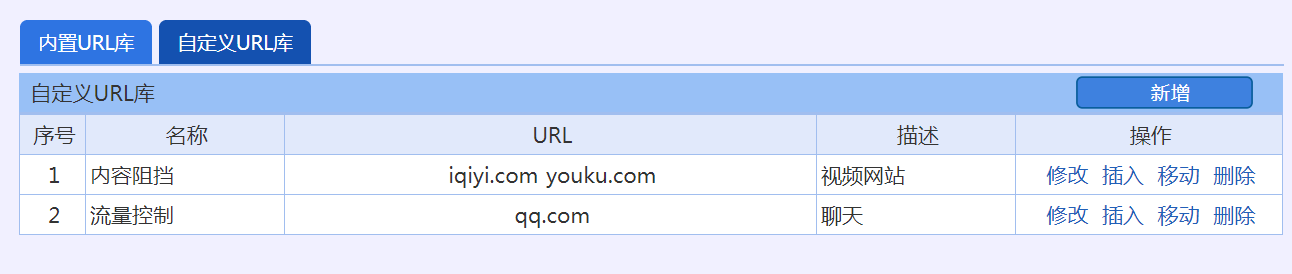 内置URL库 自定义URL库
自定义URL库 新增
序号 名称 URL 描述 操作
1 内容阻挡 iqiyi.com youku.com 视频网站 修改 插入 移动 删除
2 流量控制 qq.com 聊天 修改 插入 移动 删除